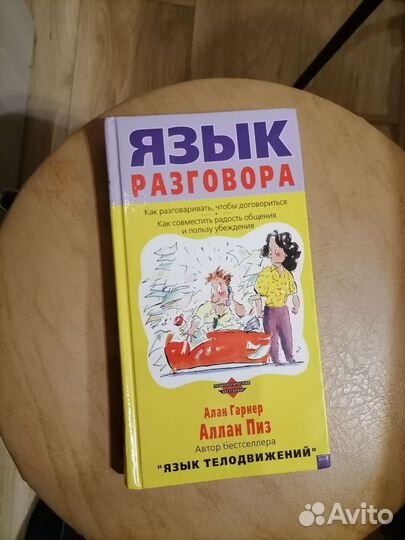 ЯЗЫК
РАЗГОВОРА
Как разговаривать, чтобы договориться
Как совместить радость общения
и пользу убеждения
Алан Гарнер
Аллан Пиз
Автор бестселлера
"ЯЗЫК ТЕЛОДВИЖЕНИЙ"
Avito